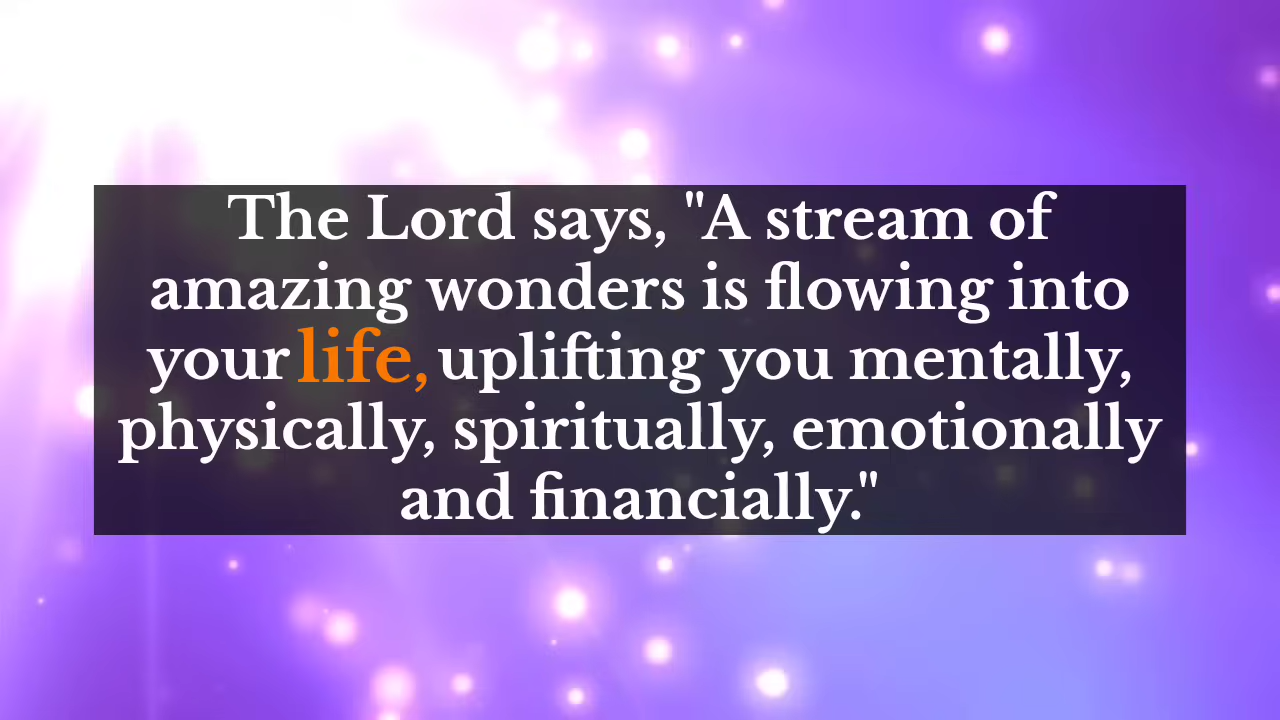 The Lord says, "A stream of
amazing wonders is flowing into
your life, uplifting you mentally,
physically, spiritually, emotionally
and financially."